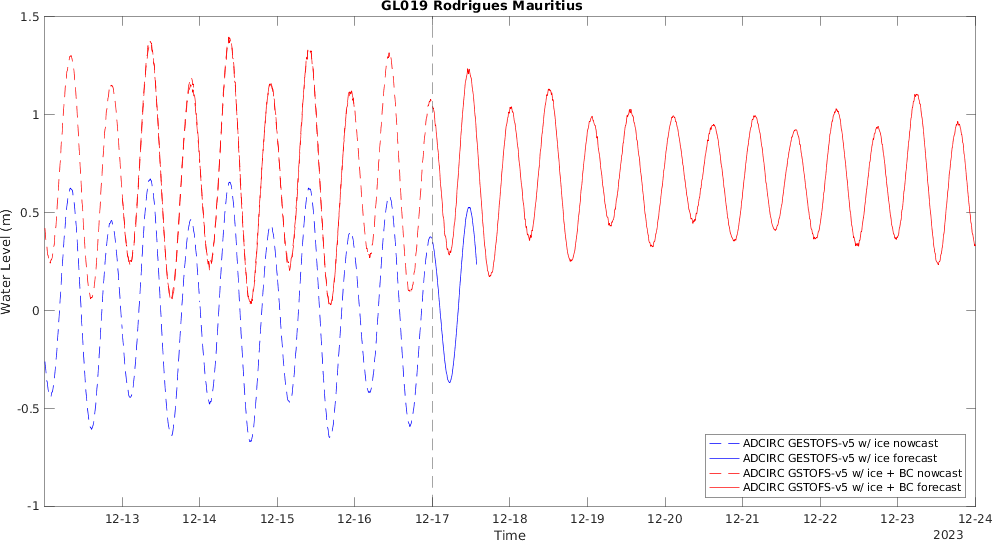 GL019 Rodrigues Mauritius
1.5
1
0.5
0
-0.5
-1
Water Level (m)
12-13 12-14 12-15 12-16 12-17 12-18 12-19 12-20 12-21 12-22 12-23 12-24
Time
2023
ADCIRC GESTOFS-v5 w/ ice nowcast
ADCIRC GESTOFS-v5 w/ ice forecast
ADCIRC GSTOFS-v5 w/ ice + BC nowcast
ADCIRC GSTOFS-v5 w/ ice + BC forecast